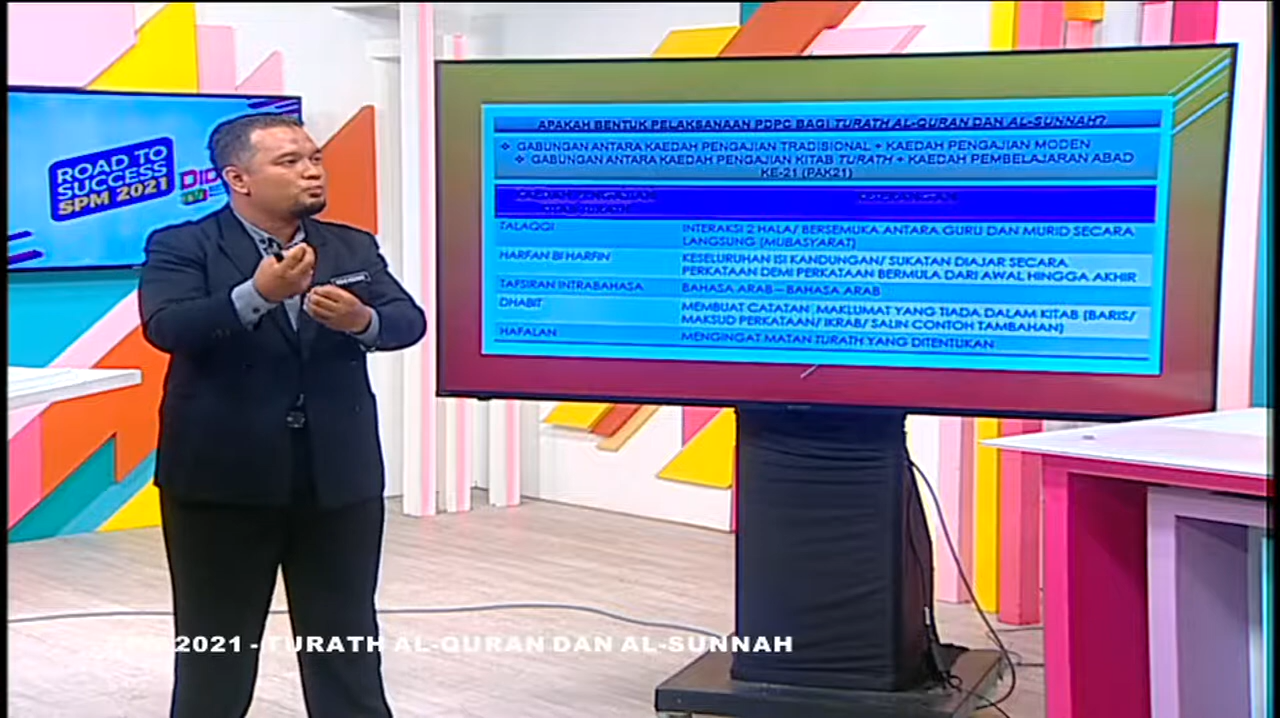 ROAD TO
SUCCESS
SPM 2021
APAKAH BENTUK PELAKSANAAN PDPC BAGI TURATH AL-QURAN DAN AL-SUNNAH?
❖ GABUNGAN ANTARA KAEDAH PENGAJIAN TRADISIONAL + KAEDAH PENGAJIAN MODEN
❖ GABUNGAN ANTARA KAEDAH PENGAJIAN KITAB TURATH + KAEDAH PEMBELAJARAN ABAD
KE-21 (PAK21)
TALAQQI INTERAKSI 2 HALA/ BERSEMUKA ANTARA GURU DAN MURID SECARA
LANGSUNG (MUBASYARAT)
HARFAN BI HARFIN KESELURUHAN ISI KANDUNGAN/ SUKATAN DIAJAR SECARA
PERKATAAN DEMI PERKATAAN BERMULA DARI AWAL HINGGA AKHIR
TAFSIRAN INTRABAHASA BAHASA ARAB – BAHASA ARAB
DHABIT MEMBUAT CATATAN MAKLUMAT YANG TIADA DALAM KITAB (BARIS/
MAKSUD PERKATAAN/ IKRAB/ SALIN CONTOH TAMBAHAN)
HAFALAN MENGINGAT MATAN TURATH YANG DITENTUKAN
SPM 2021 - TURATH AL-QURAN DAN AL-SUNNAH